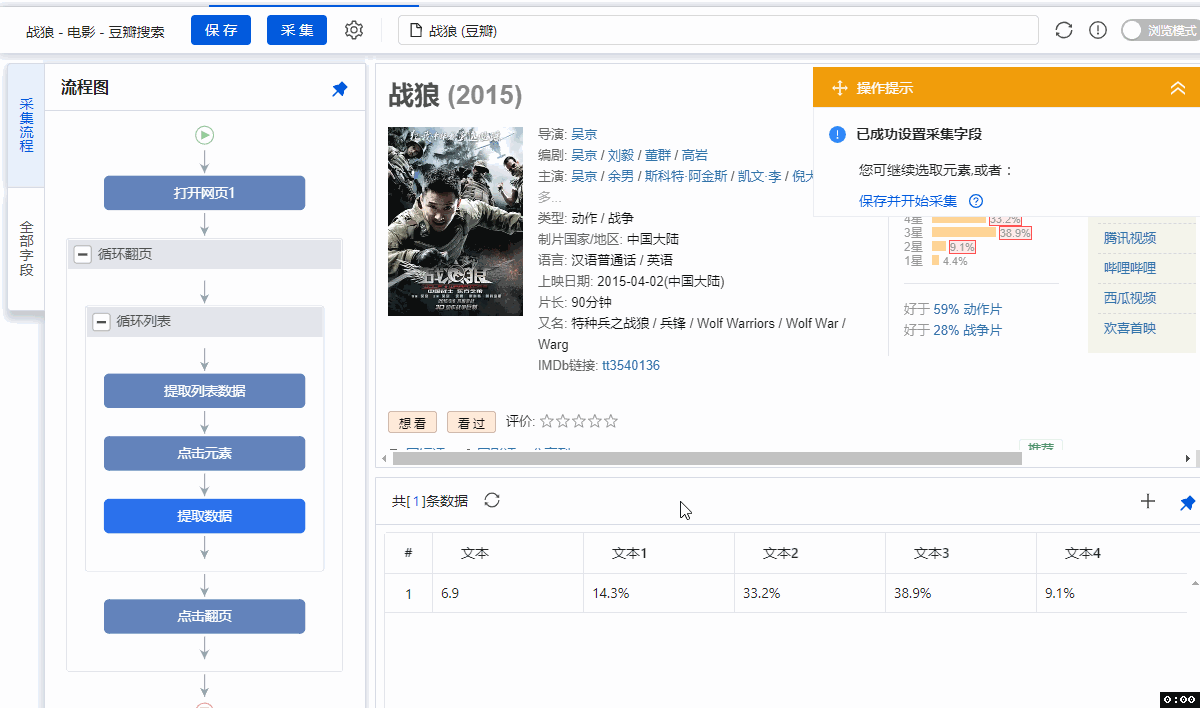 战狼 - 电影 - 豆瓣搜索
保 存
采 集
战狼 (豆瓣)
浏览模式
采集流程
全部字段
流程图
打开网页1
循环翻页
循环列表
提取列表数据
点击元素
提取数据
点击翻页
战狼 (2015)
导演: 吴京
编剧: 吴京 / 刘毅 / 董群 / 高岩
主演: 吴京 / 余男 / 斯科特·阿金斯 / 凯文·李 / 倪大
多...
类型: 动作 / 战争
制片国家/地区: 中国大陆
语言: 汉语普通话 / 英语
上映日期: 2015-04-02(中国大陆)
片长: 90分钟
又名: 特种兵之战狼 / 兵锋 / Wolf Warriors / Wolf War /
Warg
IMDb链接: tt3540136
战狼
操作提示
已成功设置采集字段
您可继续选取元素,或者：
保存并开始采集
4星 33.2%
3星 38.9%
2星 9.1%
1星 4.4%
好于 59% 动作片
好于 28% 战争片
腾讯视频
哔哩哔哩
西瓜视频
欢喜首映
想看
看过
评价:
推荐
共[1]条数据
# 文本 文本1 文本2 文本3 文本4
1 6.9 14.3% 33.2% 38.9% 9.1%
0:00